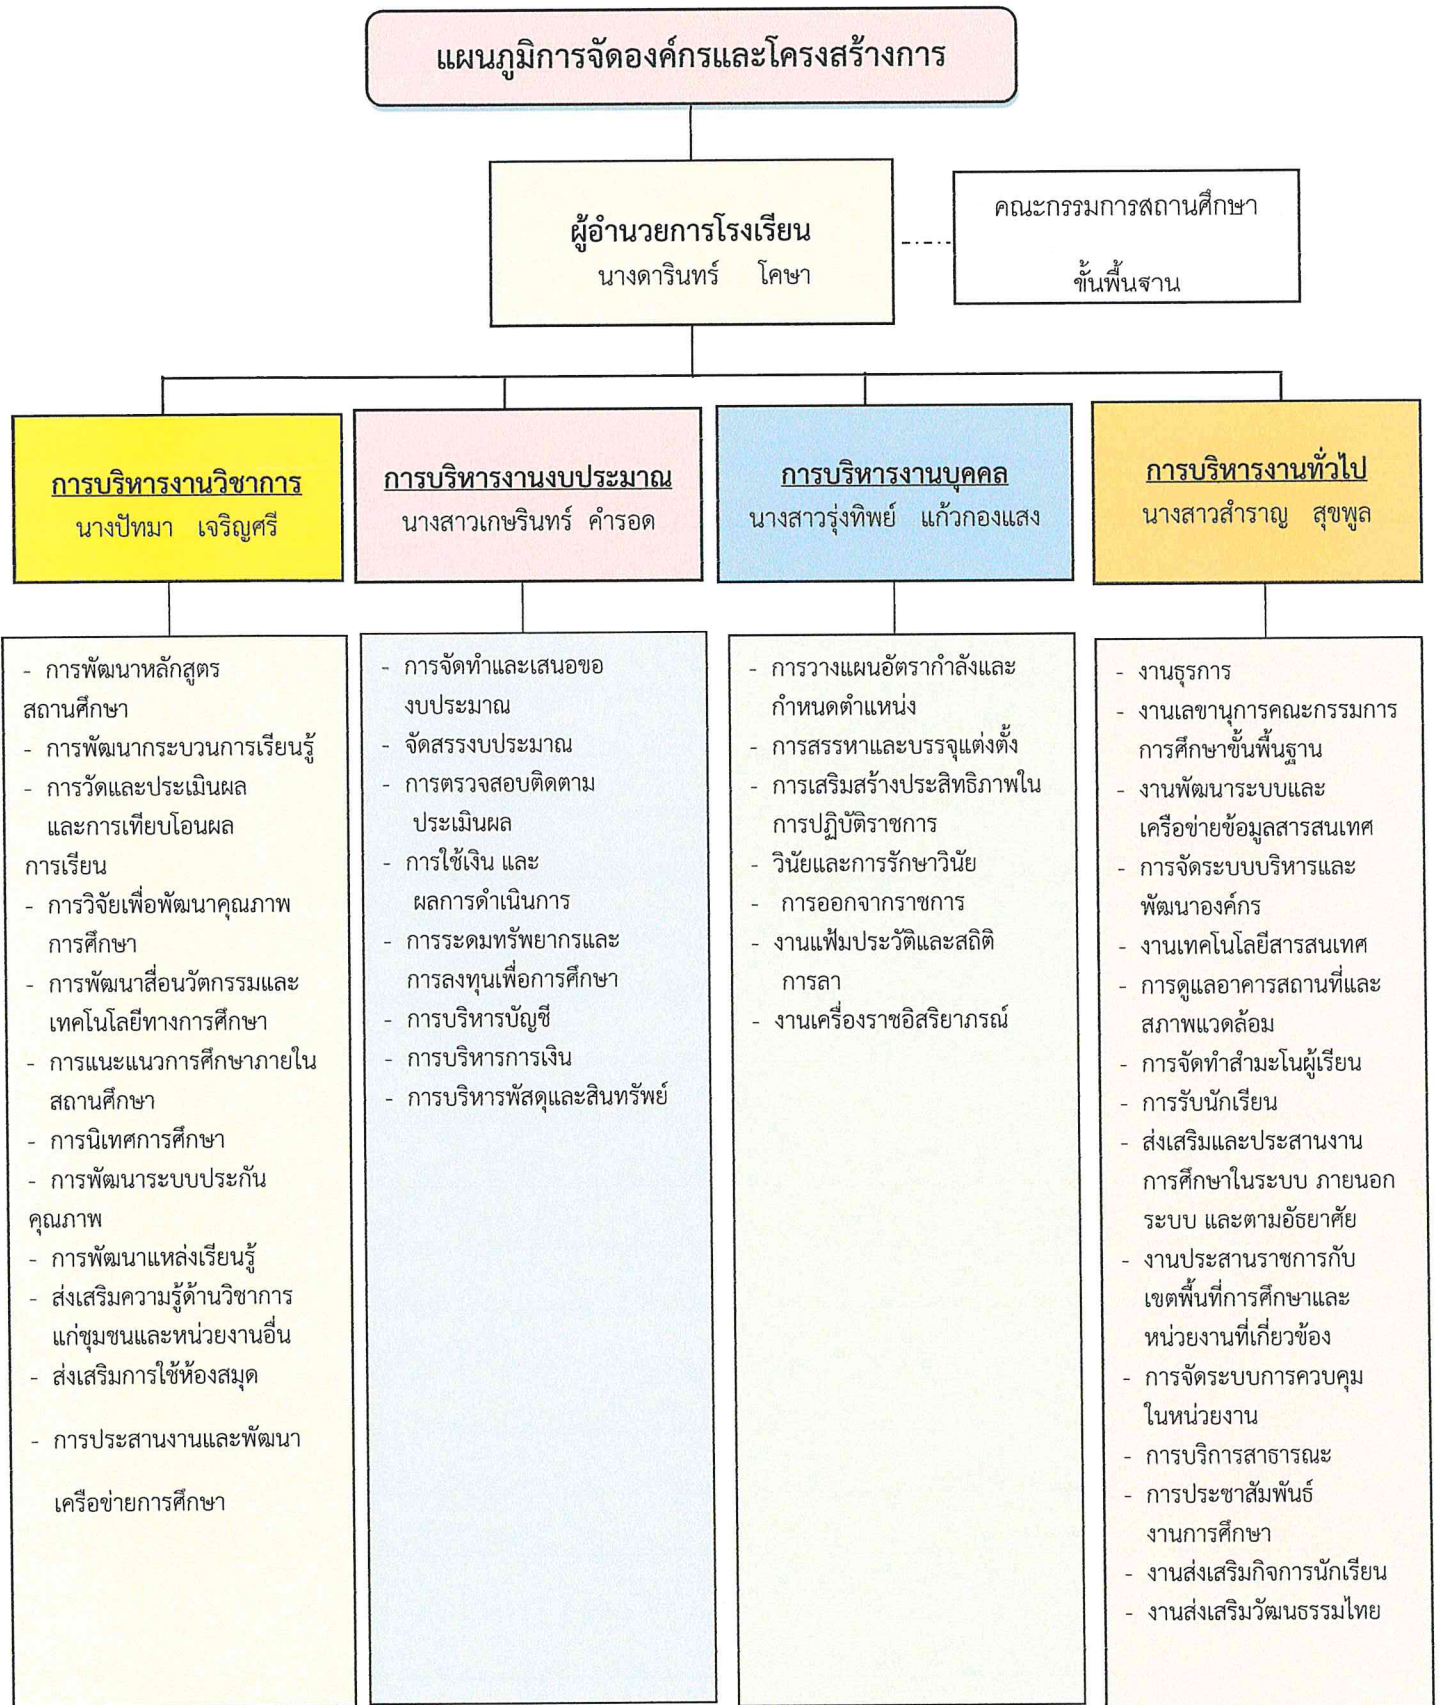 แผนภูมิการจัดองค์กรและโครงสร้างการ
ผู้อำนวยการโรงเรียน
นางดารินทร์ โคษา
คณะกรรมการสถานศึกษา
ขั้นพื้นฐาน
การบริหารงานวิชาการ
นางปัทมา เจริญศรี
การบริหารงานงบประมาณ
นางสาวเกษรินทร์ คำรอด
การบริหารงานบุคคล
นางสาวรุ่งทิพย์ แก้วกองแสง
การบริหารงานทั่วไป
นางสาวสำราญ สุขพูล
- การพัฒนาหลักสูตร
สถานศึกษา
- การพัฒนากระบวนการเรียนรู้
- การวัดและประเมินผล
และการเทียบโอนผล
การเรียน
- การวิจัยเพื่อพัฒนาคุณภาพ
การศึกษา
- การพัฒนาสื่อนวัตกรรมและ
เทคโนโลยีทางการศึกษา
- การแนะแนวการศึกษาภายใน
สถานศึกษา
- การนิเทศการศึกษา
- การพัฒนาระบบประกัน
คุณภาพ
- การพัฒนาแหล่งเรียนรู้
- ส่งเสริมความรู้ด้านวิชาการ
แก่ชุมชนและหน่วยงานอื่น
- ส่งเสริมการใช้ห้องสมุด
- การประสานงานและพัฒนา
เครือข่ายการศึกษา
- การจัดทำและเสนอขอ
งบประมาณ
- จัดสรรงบประมาณ
- การตรวจสอบติดตาม
ประเมินผล
- การใช้เงิน และ
ผลการดำเนินการ
- การระดมทรัพยากรและ
การลงทุนเพื่อการศึกษา
- การบริหารบัญชี
- การบริหารการเงิน
- การบริหารพัสดุและสินทรัพย์
- การวางแผนอัตรากำลังและ
กำหนดตำแหน่ง
- การสรรหาและบรรจุแต่งตั้ง
- การเสริมสร้างประสิทธิภาพใน
การปฏิบัติราชการ
- วินัยและการรักษาวินัย
- การออกจากราชการ
- งานแฟ้มประวัติและสถิติ
การลา
- งานเครื่องราชอิสริยาภรณ์
- งานธุรการ
- งานเลขานุการคณะกรรมการ
การศึกษาขั้นพื้นฐาน
- งานพัฒนาระบบและ
เครือข่ายข้อมูลสารสนเทศ
- การจัดระบบบริหารและ
พัฒนาองค์กร
- งานเทคโนโลยีสารสนเทศ
- การดูแลอาคารสถานที่และ
สภาพแวดล้อม
- การจัดทำสำมะโนผู้เรียน
- การรับนักเรียน
- ส่งเสริมและประสานงาน
การศึกษาในระบบ ภายนอก
ระบบ และตามอัธยาศัย
- งานประสานราชการกับ
เขตพื้นที่การศึกษาและ
หน่วยงานที่เกี่ยวข้อง
- การจัดระบบการควบคุม
ในหน่วยงาน
- การบริการสาธารณะ
- การประชาสัมพันธ์
งานการศึกษา
- งานส่งเสริมกิจการนักเรียน
- งานส่งเสริมวัฒนธรรมไทย